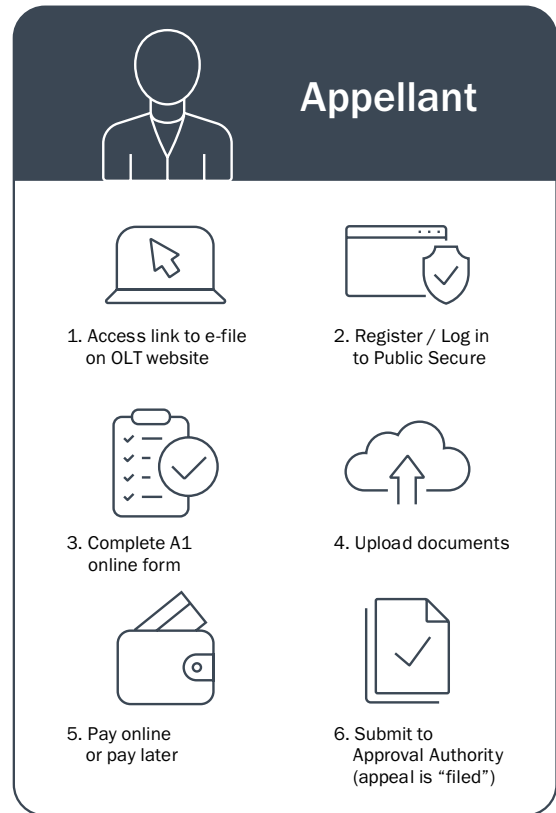 Appellant
1. Access link to e-file
on OLT website
2. Register / Log in
to Public Secure
3. Complete A1
online form
4. Upload documents
5. Pay online
or pay later
6. Submit to
Approval Authority
(appeal is “filed”)